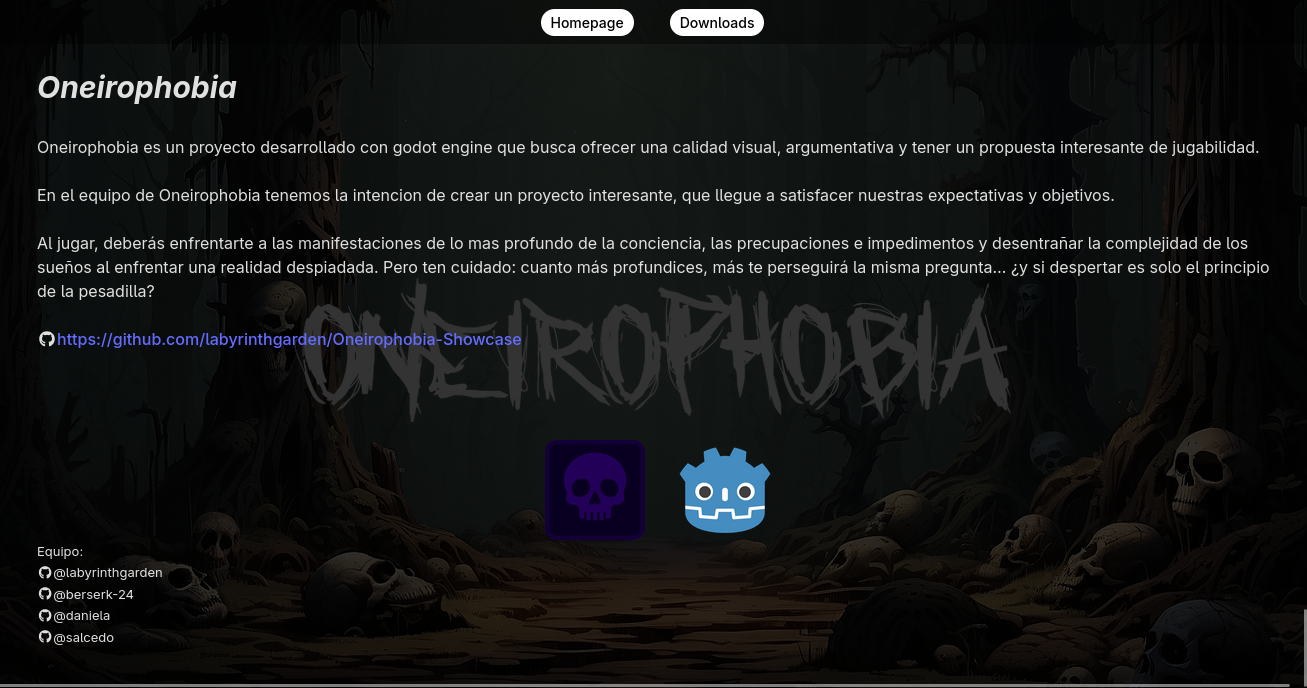 Homepage
Downloads
Oneirophobia
Oneirophobia es un proyecto desarrollado con godot engine que busca ofrecer una calidad visual, argumentativa y tener un propuesta interesante de jugabilidad.
En el equipo de Oneirophobia tenemos la intencion de crear un proyecto interesante, que llegue a satisfacer nuestras expectativas y objetivos.
Al jugar, deberás enfrentarte a las manifestaciones de lo mas profundo de la conciencia, las precupaciones e impedimentos y desentrañar la complejidad de los
sueños al enfrentar una realidad despiadada. Pero ten cuidado: cuanto más profundices, más te perseguirá la misma pregunta... ¿y si despertar es solo el principio
de la pesadilla?
ONEIROPHOBIA
https://github.com/labyrinthgarden/Oneirophobia-Showcase
Equipo:
@labyrinthgarden
@berserk-24
@daniela
@salcedo